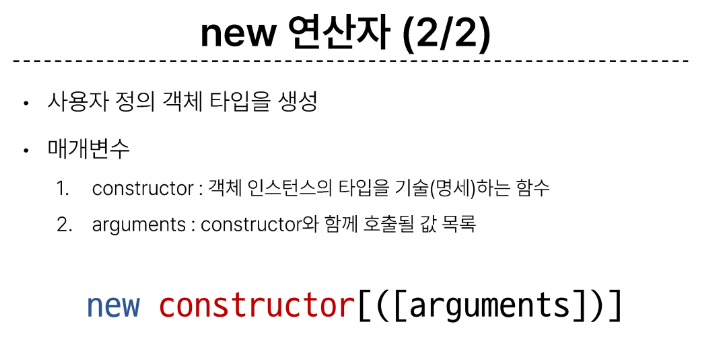 new 연산자 (2/2)
• 사용자 정의 객체 타입을 생성
• 매개변수
1. constructor : 객체 인스턴스의 타입을 기술(명세)하는 함수
2. arguments : constructor와 함께 호출될 값 목록
new constructor[([arguments])]